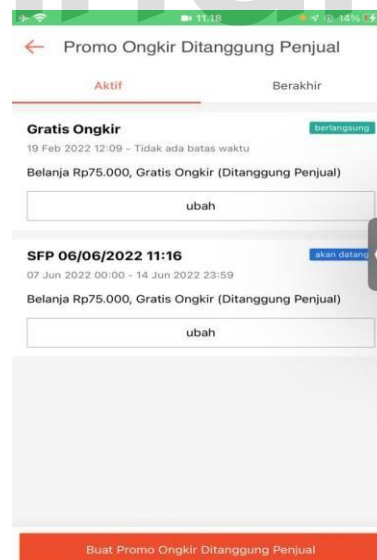 11.18
14%
Promo Ongkir Ditanggung Penjual
Aktif
Berakhir
Gratis Ongkir
berlangsung
19 Feb 2022 12:09 - Tidak ada batas waktu
Belanja Rp75.000, Gratis Ongkir (Ditanggung Penjual)
ubah
SFP 06/06/2022 11:16
akan datang
07 Jun 2022 00:00 - 14 Jun 2022 23:59
Belanja Rp75.000, Gratis Ongkir (Ditanggung Penjual)
ubah
Buat Promo Ongkir Ditanggung Penjual